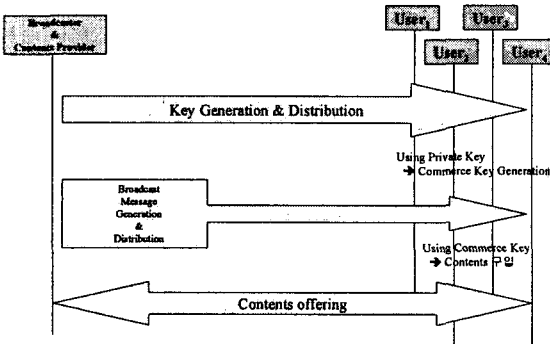 Broadcaster
&
Contents Provider
User1
User3
User2
User4
Key Generation & Distribution
Using Private Key
➔ Commerce Key Generation
Broadcast
Message
Generation
&
Distribution
Using Commerce Key
➔ Contents 구입
Contents offering